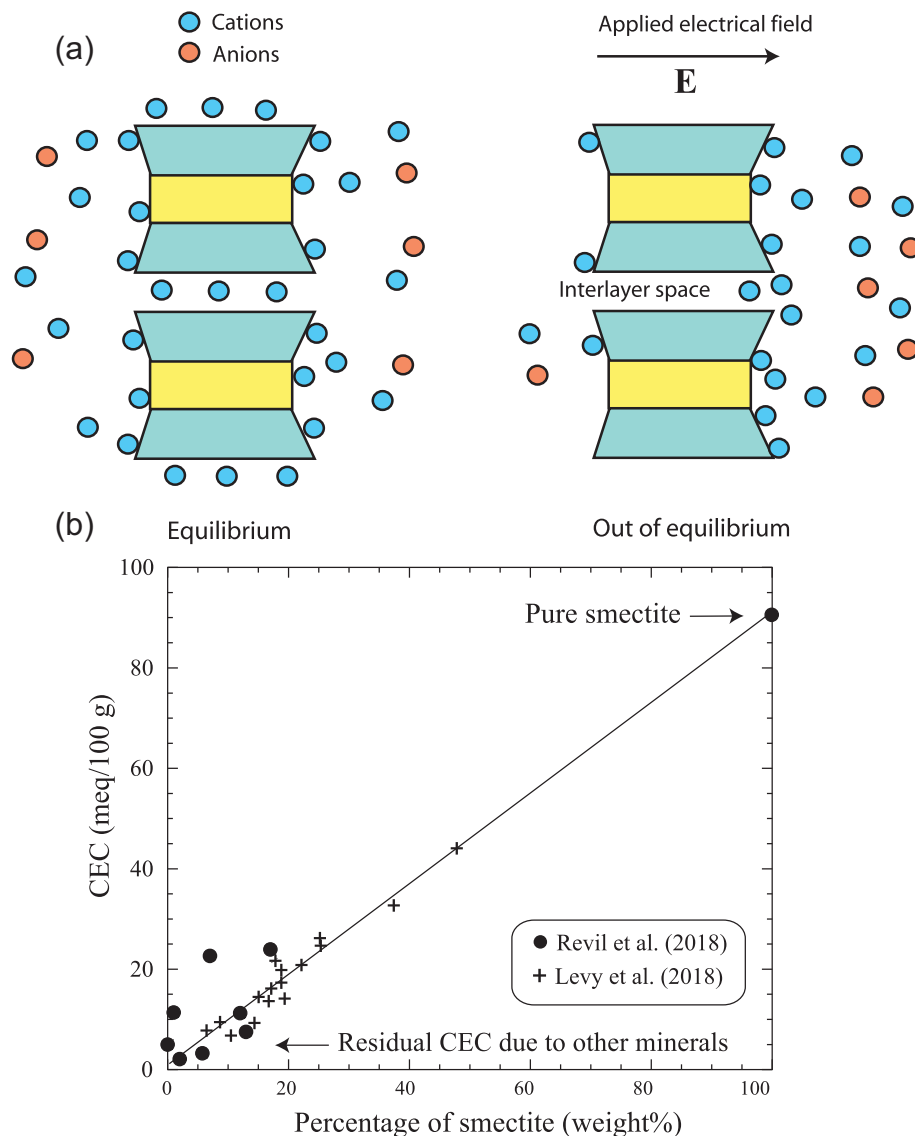 (a)
Cations
Anions
Applied electrical field
E
Interlayer space
Equilibrium
Out of equilibrium
(b)
100
80
60
40
20
0
CEC (meq/100 g)
Pure smectite
Revil et al. (2018)
Levy et al. (2018)
Residual CEC due to other minerals
0 20 40 60 80 100
Percentage of smectite (weight%)